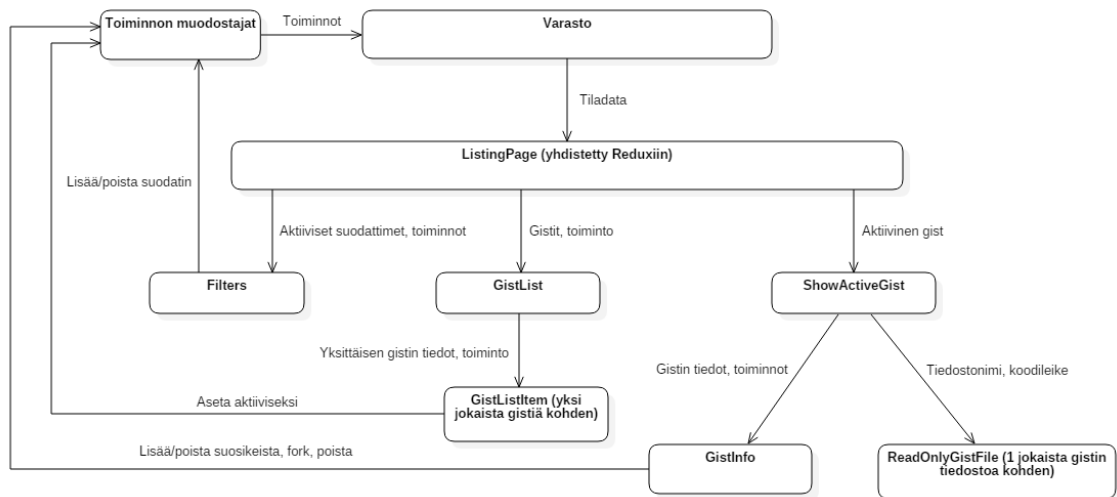 Toiminnon muodostajat
Toiminnot
Varasto
Tiladata
ListingPage (yhdistetty Reduxiin)
Lisää/poista suodatin
Aktiiviset suodattimet, toiminnot
Gistit, toiminto
Aktiivinen gist
Filters
GistList
ShowActiveGist
Yksittäisen gistin tiedot, toiminto
Gistin tiedot, toiminnot
Tiedostonimi, koodileike
Aseta aktiiviseksi
GistListItem (yksi
jokaista gistiä kohden)
Lisää/poista suosikeista, fork, poista
GistInfo
ReadOnlyGistFile (1 jokaista gistin
tiedostoa kohden)